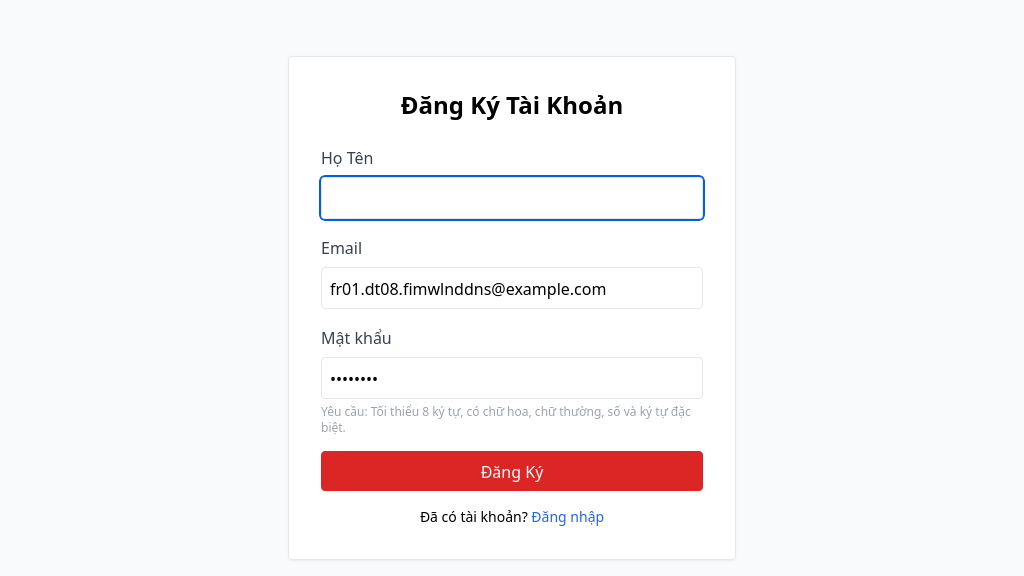 Đăng Ký Tài Khoản
Họ Tên
Email
fr01.dt08.fimwlnddns@example.com
Mật khẩu
••••••••
Yêu cầu: Tối thiểu 8 ký tự, có chữ hoa, chữ thường, số và ký tự đặc
biệt.
Đăng Ký
Đã có tài khoản? Đăng nhập